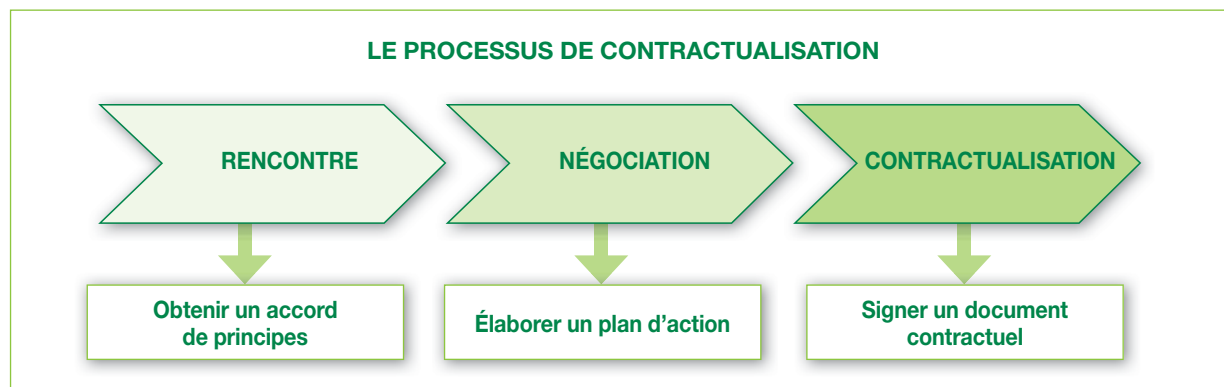 LE PROCESSUS DE CONTRACTUALISATION
RENCONTRE
NÉGOCIATION
CONTRACTUALISATION
Obtenir un accord
de principes
Élaborer un plan d’action
Signer un document
contractuel